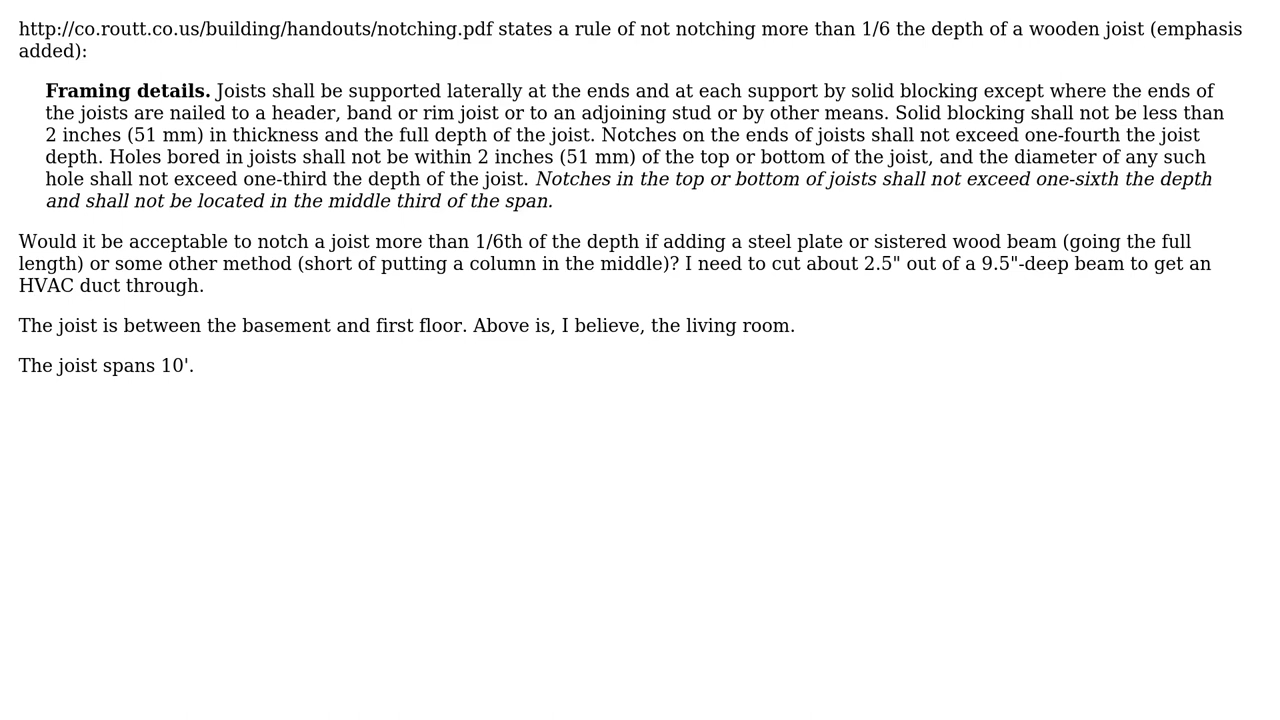 http://co.routt.co.us/building/handouts/notching.pdf states a rule of not notching more than 1/6 the depth of a wooden joist (emphasis
added):
Framing details. Joists shall be supported laterally at the ends and at each support by solid blocking except where the ends of
the joists are nailed to a header, band or rim joist or to an adjoining stud or by other means. Solid blocking shall not be less than
2 inches (51 mm) in thickness and the full depth of the joist. Notches on the ends of joists shall not exceed one-fourth the joist
depth. Holes bored in joists shall not be within 2 inches (51 mm) of the top or bottom of the joist, and the diameter of any such
hole shall not exceed one-third the depth of the joist. Notches in the top or bottom of joists shall not exceed one-sixth the depth
and shall not be located in the middle third of the span.
Would it be acceptable to notch a joist more than 1/6th of the depth if adding a steel plate or sistered wood beam (going the full
length) or some other method (short of putting a column in the middle)? I need to cut about 2.5" out of a 9.5"-deep beam to get an
HVAC duct through.
The joist is between the basement and first floor. Above is, I believe, the living room.
The joist spans 10'.